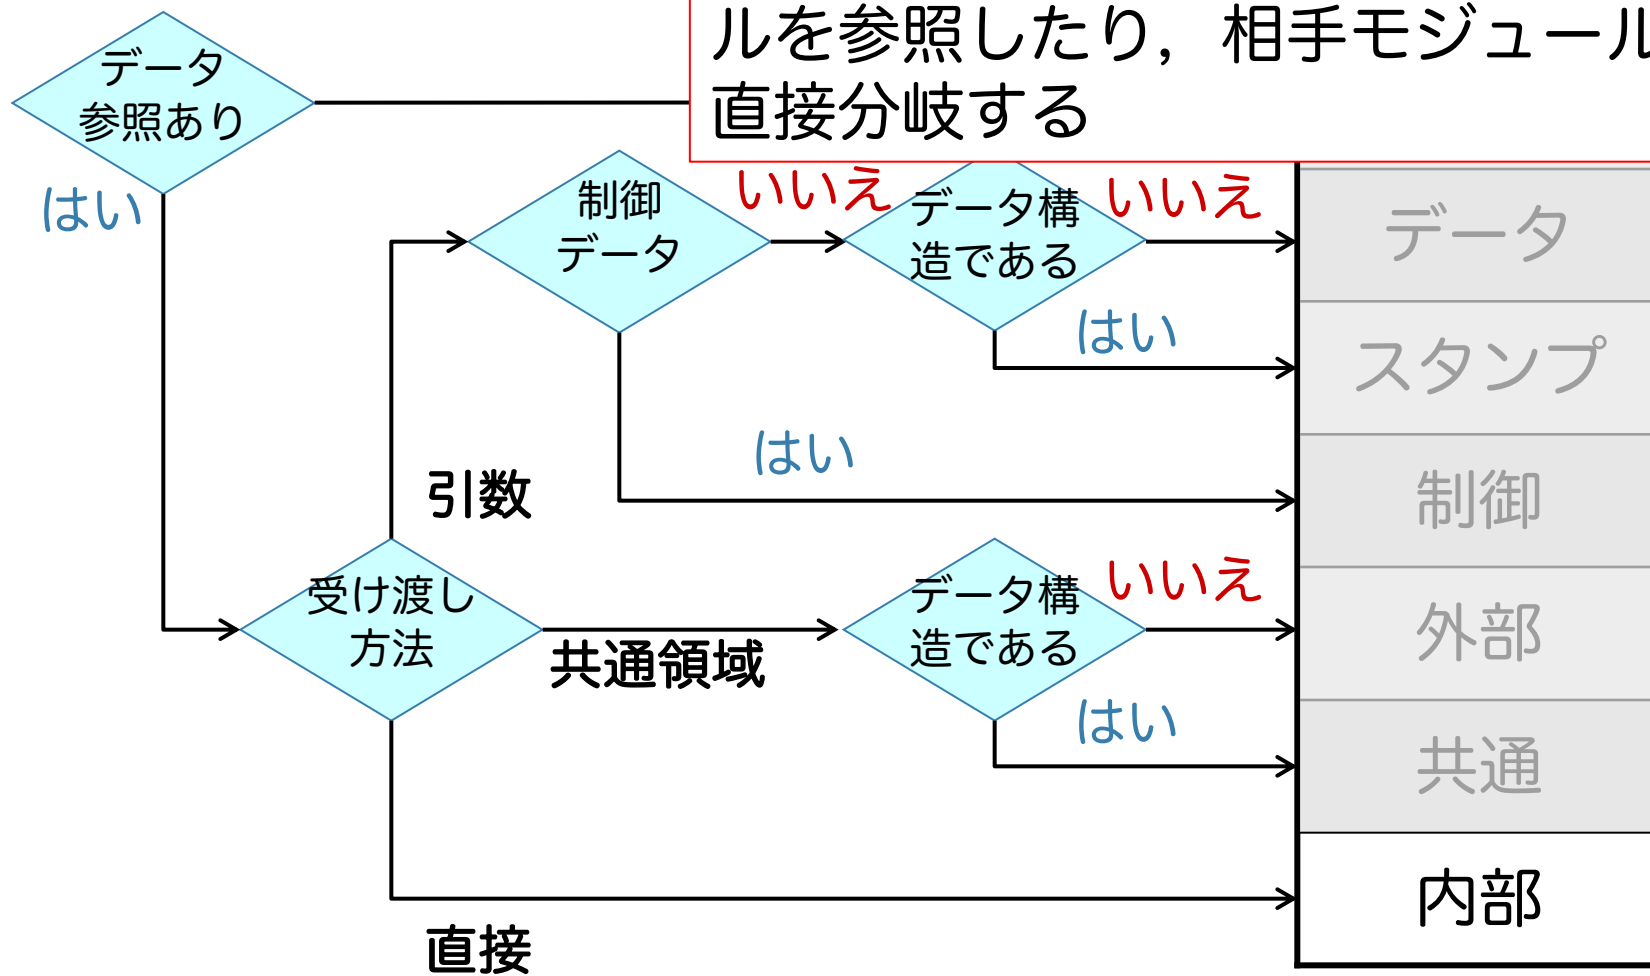 ルを参照したり，相手モジュール
直接分岐する
データ
参照あり
はい
制御
データ
いいえ
データ構
造である
いいえ
データ
はい
スタンプ
はい
制御
引数
受け渡し
方法
共通領域
データ構
造である
いいえ
外部
はい
共通
内部
直接